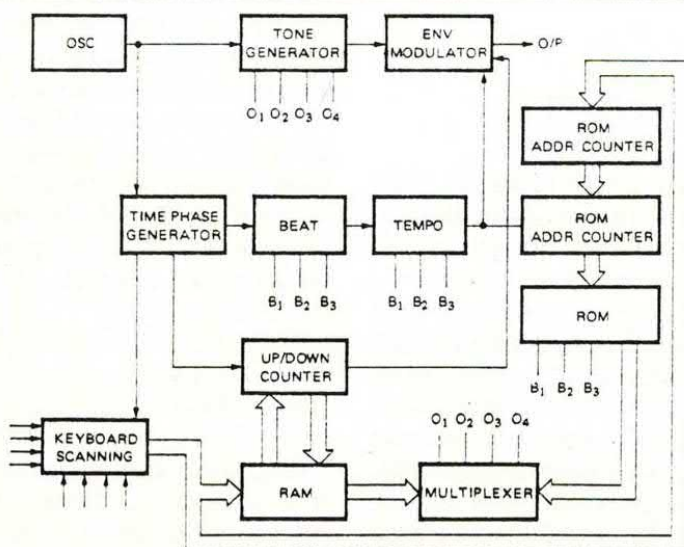 OSC
TONE
GENERATOR
ENV
MODULATOR
O/P
O1 O2 O3 O4
ROM
ADDR COUNTER
TIME PHASE
GENERATOR
BEAT
TEMPO
ROM
ADDR COUNTER
B1 B2 B3
B1 B2 B3
ROM
UP/DOWN
COUNTER
B1 B2 B3
O1 O2 O3 O4
KEYBOARD
SCANNING
RAM
MULTIPLEXER